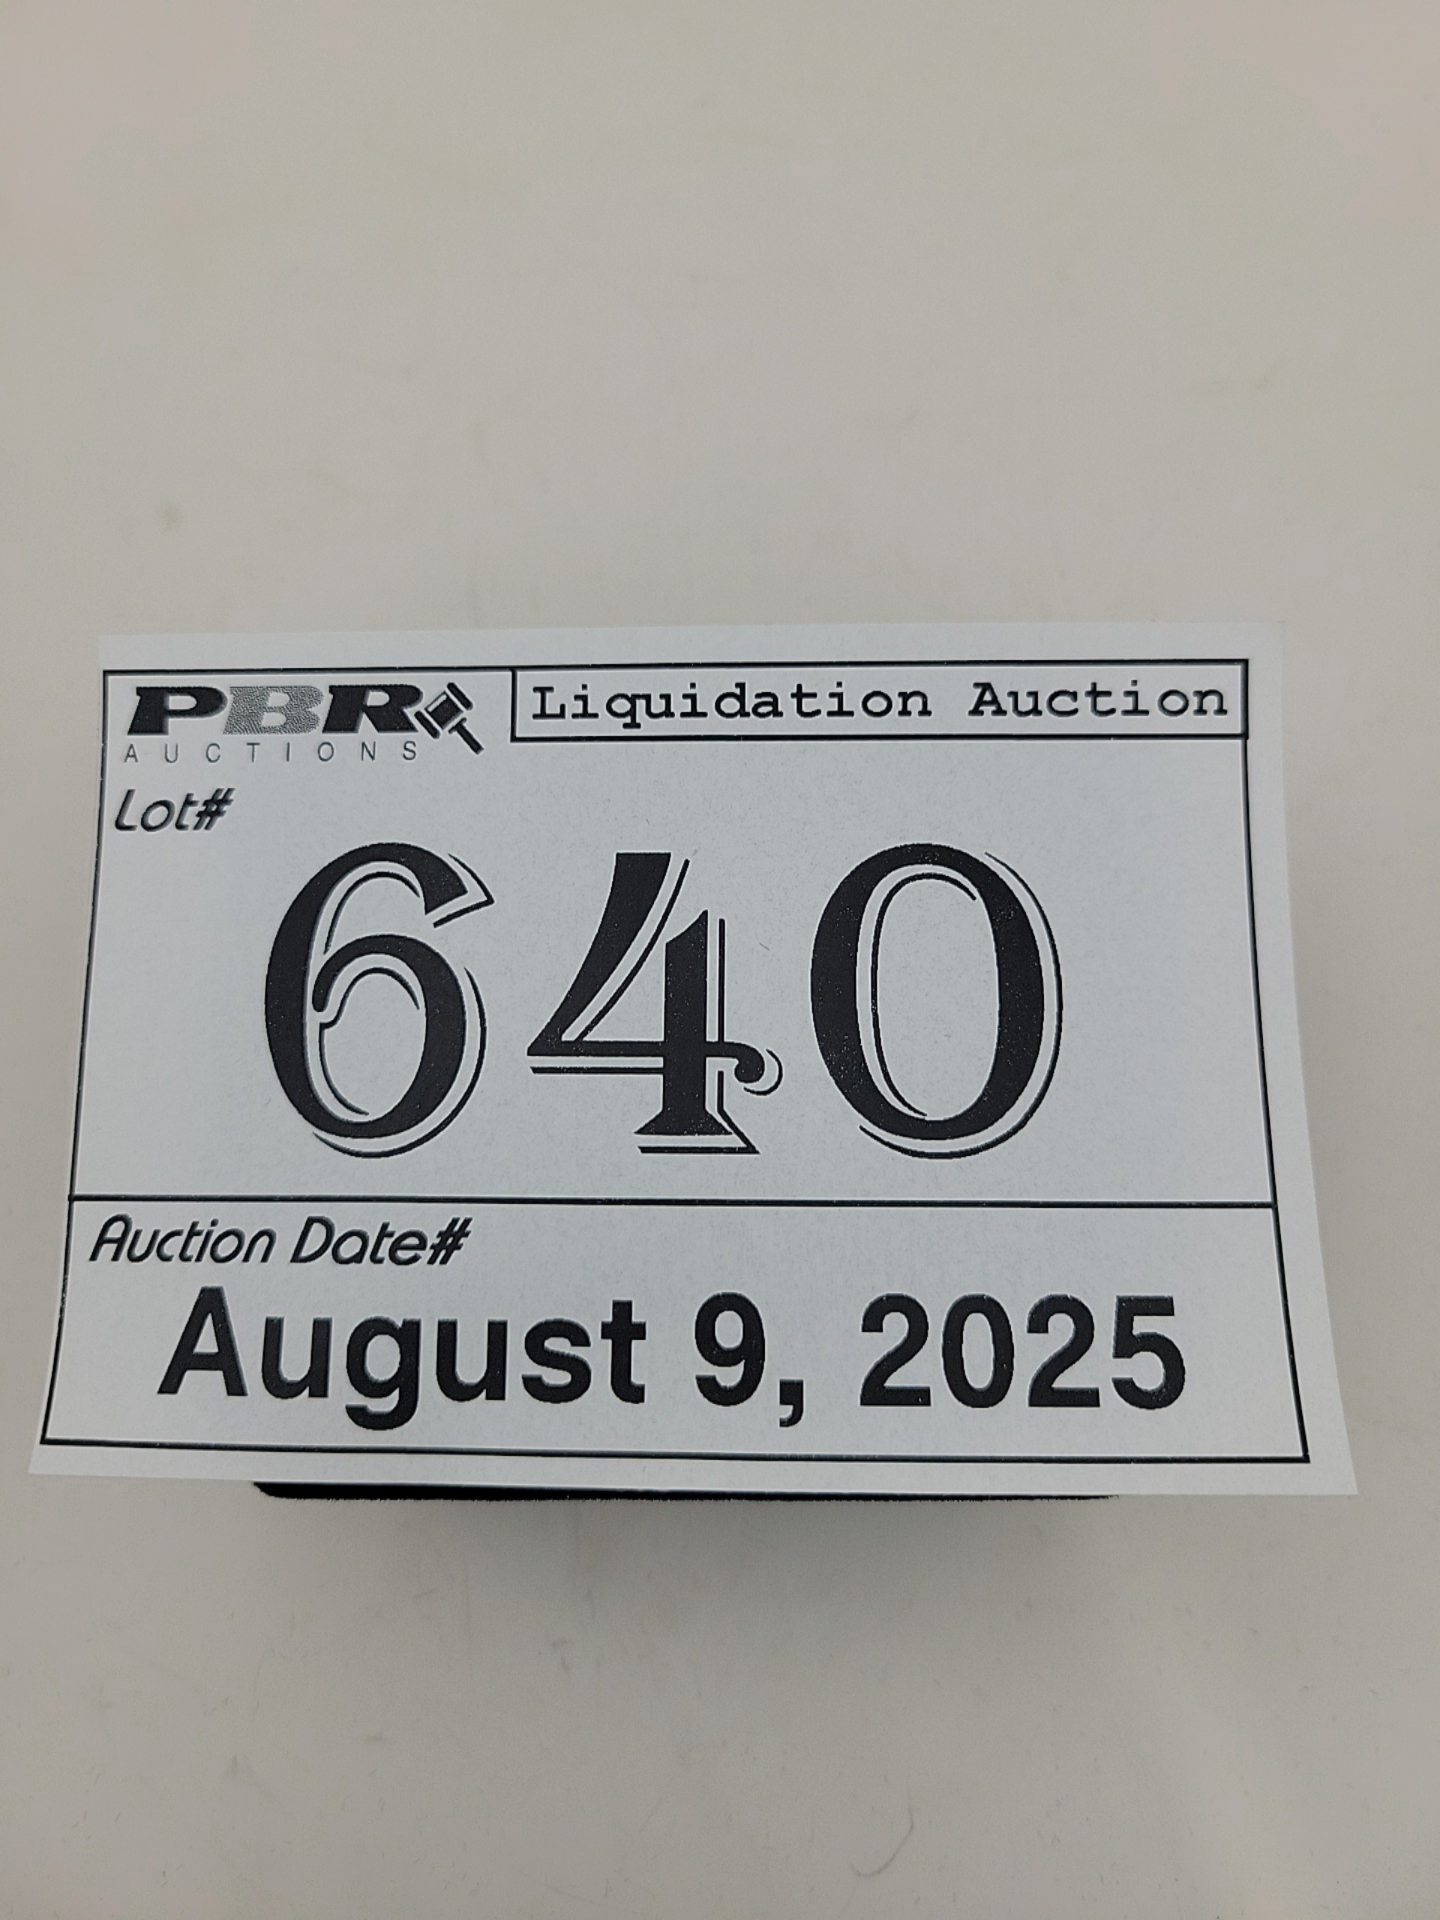 PBR
AUCTIONS
Liquidation Auction
Lot#
640
Auction Date#
August 9, 2025